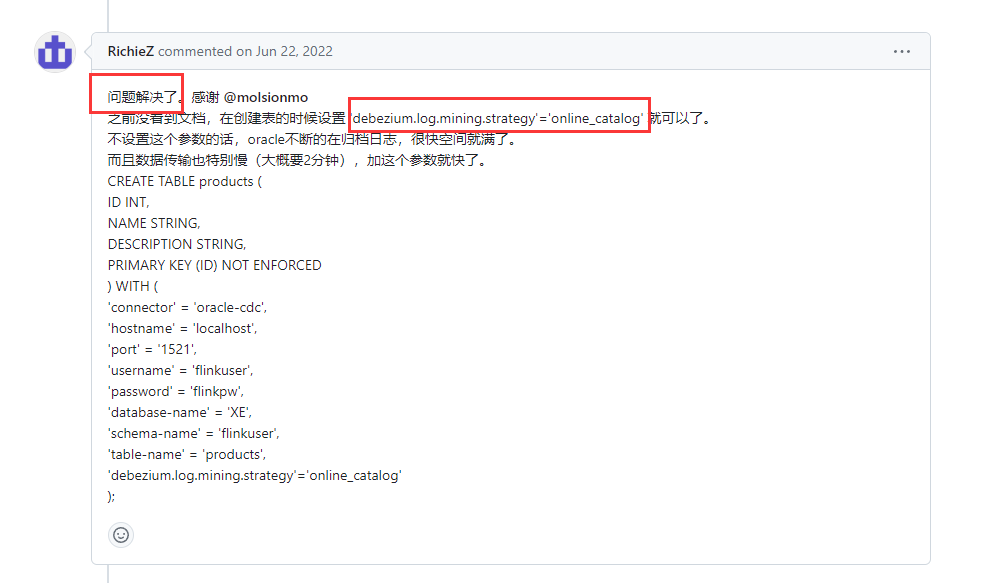 RichieZ commented on Jun 22, 2022
问题解决了。感谢 @molsionmo
之前没看到文档，在创建表的时候设置 'debezium.log.mining.strategy'='online_catalog' 就可以了。
不设置这个参数的话，oracle不断的在归档日志，很快空间就满了。
而且数据传输也特别慢（大概要2分钟），加这个参数就快了。
CREATE TABLE products (
ID INT,
NAME STRING,
DESCRIPTION STRING,
PRIMARY KEY (ID) NOT ENFORCED
) WITH (
'connector' = 'oracle-cdc',
'hostname' = 'localhost',
'port' = '1521',
'username' = 'flinkuser',
'password' = 'flinkpw',
'database-name' = 'XE',
'schema-name' = 'flinkuser',
'table-name' = 'products',
'debezium.log.mining.strategy'='online_catalog'
);